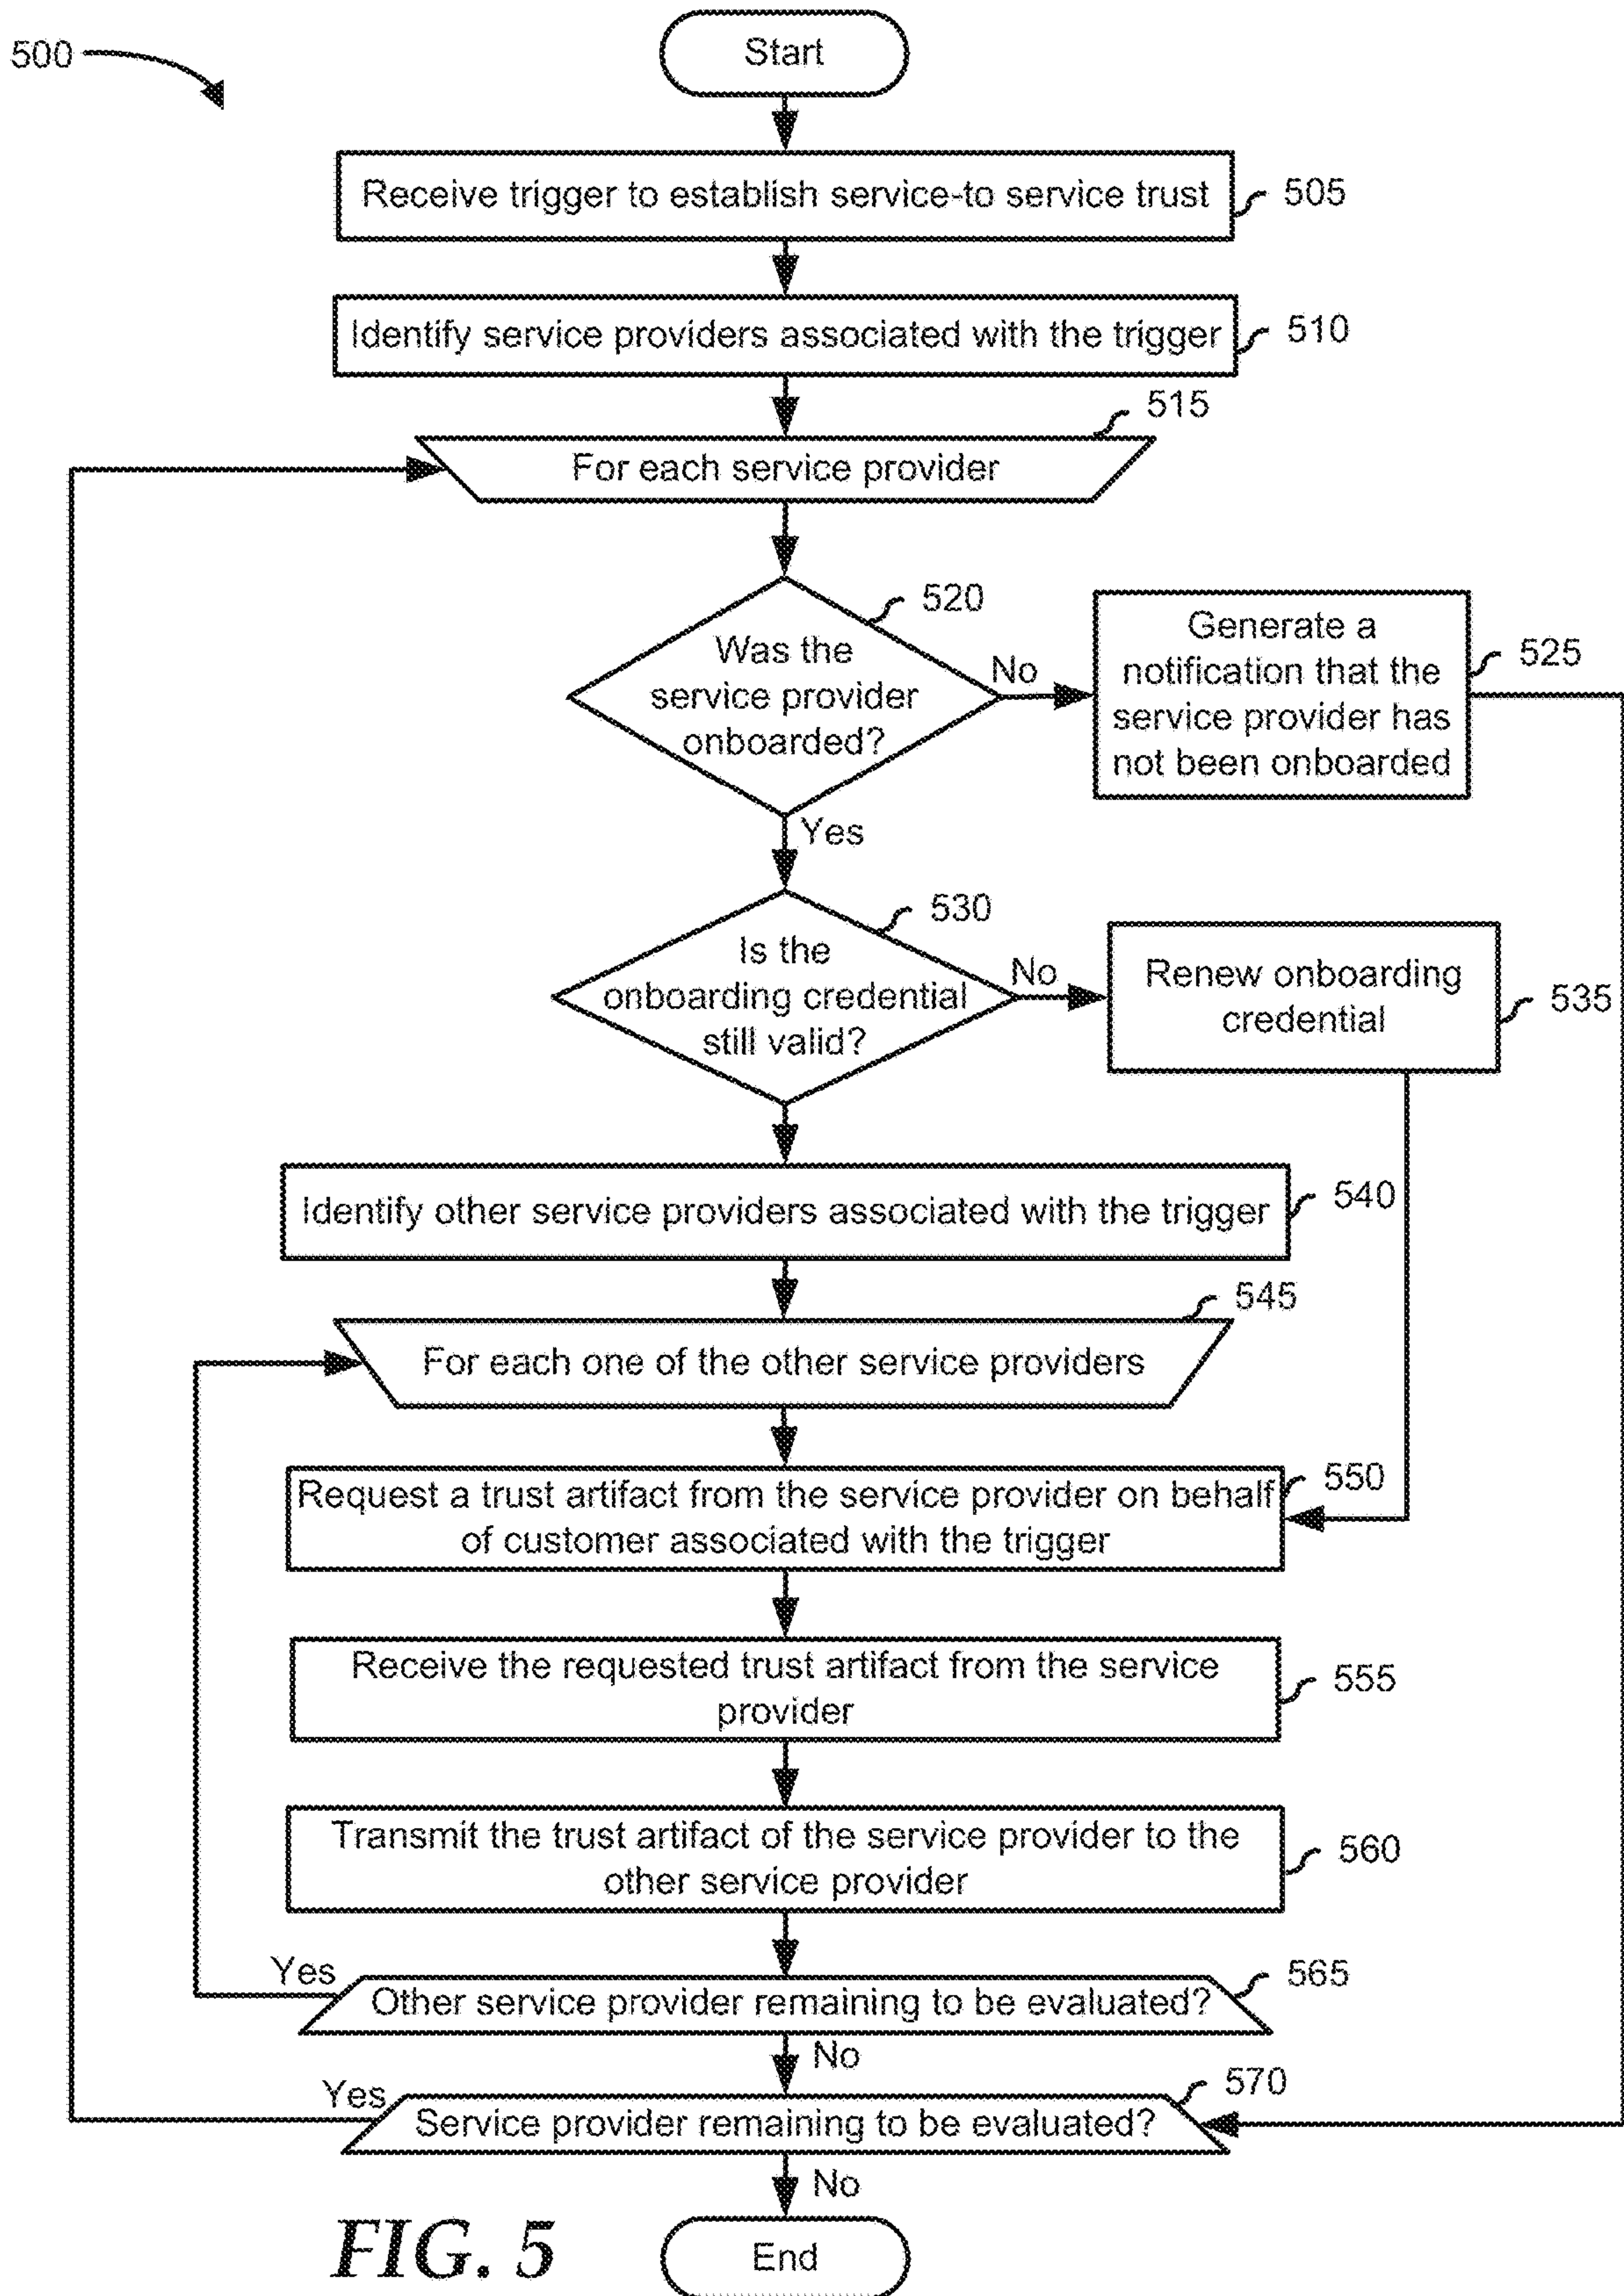 500
Start
Receive trigger to establish service-to service trust
505
Identify service providers associated with the trigger
510
515
For each service provider
520
Was the
service provider
onboarded?
No
Generate a
notification that the
service provider has
not been onboarded
525
Yes
530
Is the
onboarding credential
still valid?
No
Renew onboarding
credential
535
Identify other service providers associated with the trigger
540
545
For each one of the other service providers
Request a trust artifact from the service provider on behalf
of customer associated with the trigger
550
Receive the requested trust artifact from the service
provider
555
Transmit the trust artifact of the service provider to the
other service provider
560
Yes
Other service provider remaining to be evaluated?
565
No
Yes
Service provider remaining to be evaluated?
570
No
FIG. 5
End